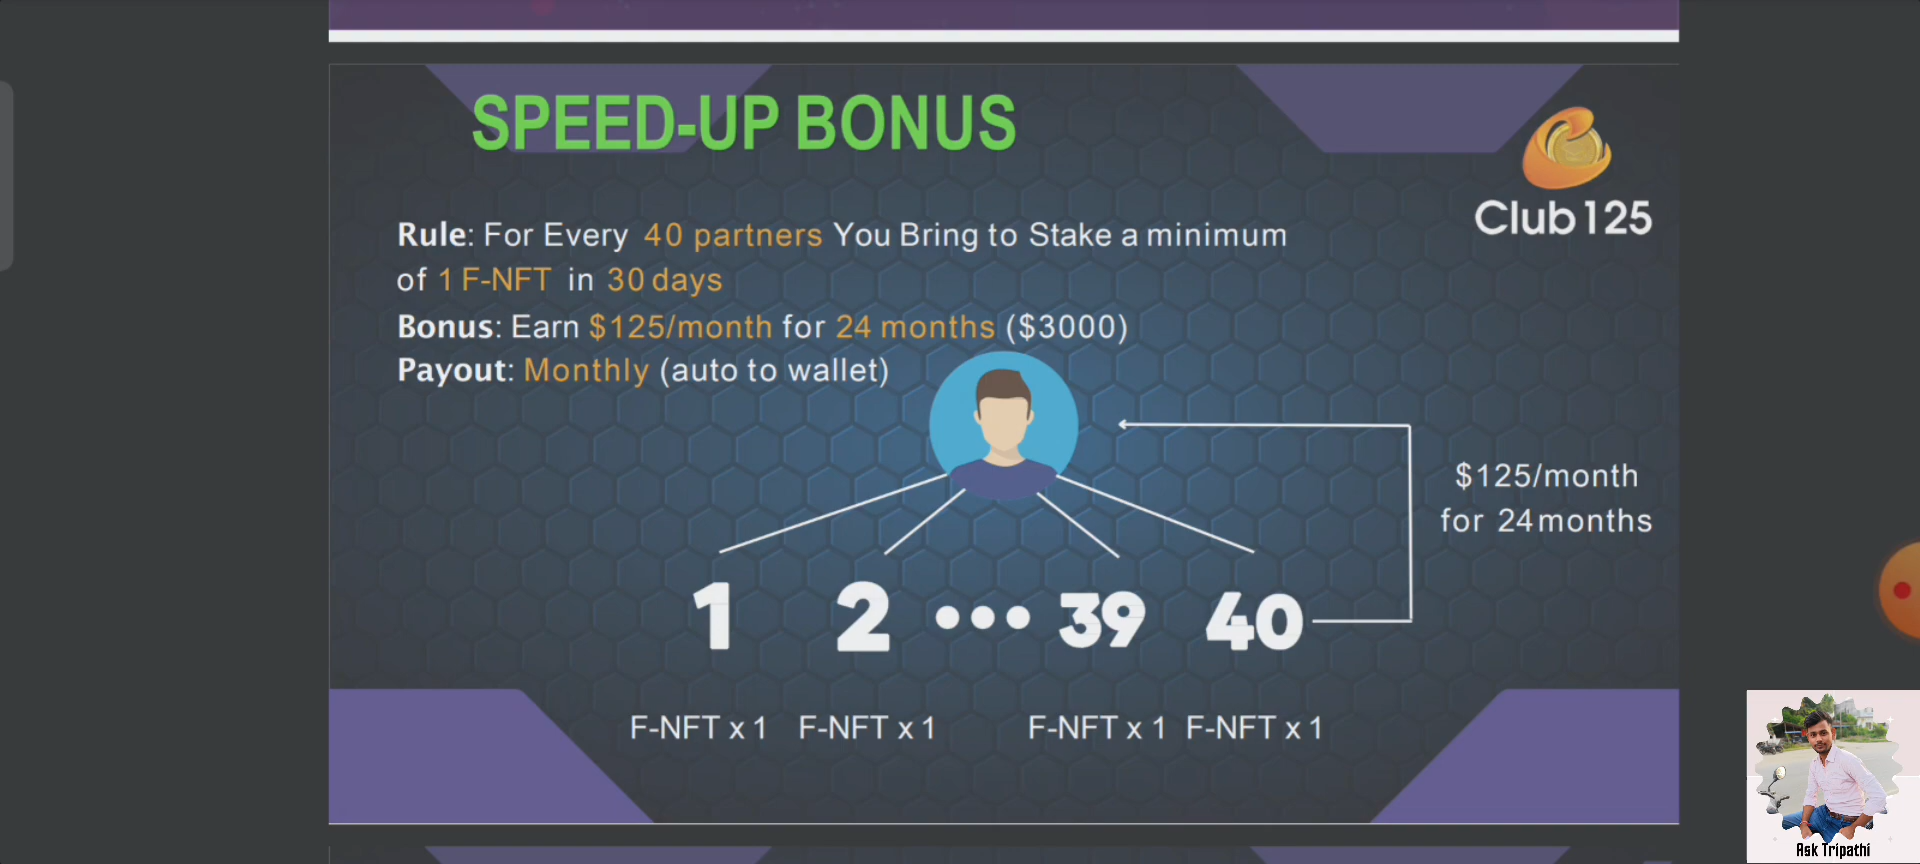 SPEED-UP BONUS
Club125
Rule: For Every 40 partners You Bring to Stake a minimum
of 1 F-NFT in 30 days
Bonus: Earn $125/month for 24 months ($3000)
Payout: Monthly (auto to wallet)
$125/month
for 24 months
1 2 ••• 39 40
F-NFT x 1 F-NFT x 1 F-NFT x 1 F-NFT x 1
Ask Tripathi